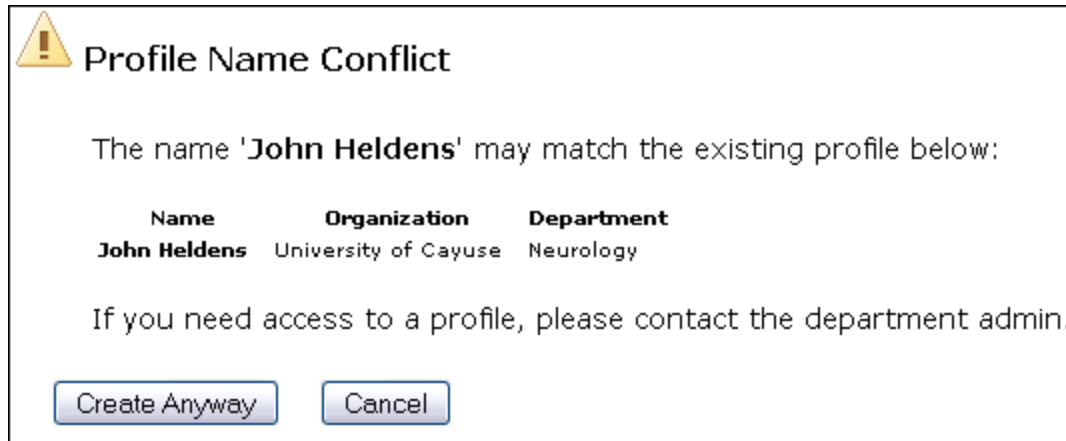 Profile Name Conflict
The name 'John Heldens' may match the existing profile below:
Name Organization Department
John Heldens University of Cayuse Neurology
If you need access to a profile, please contact the department admin.
Create Anyway Cancel